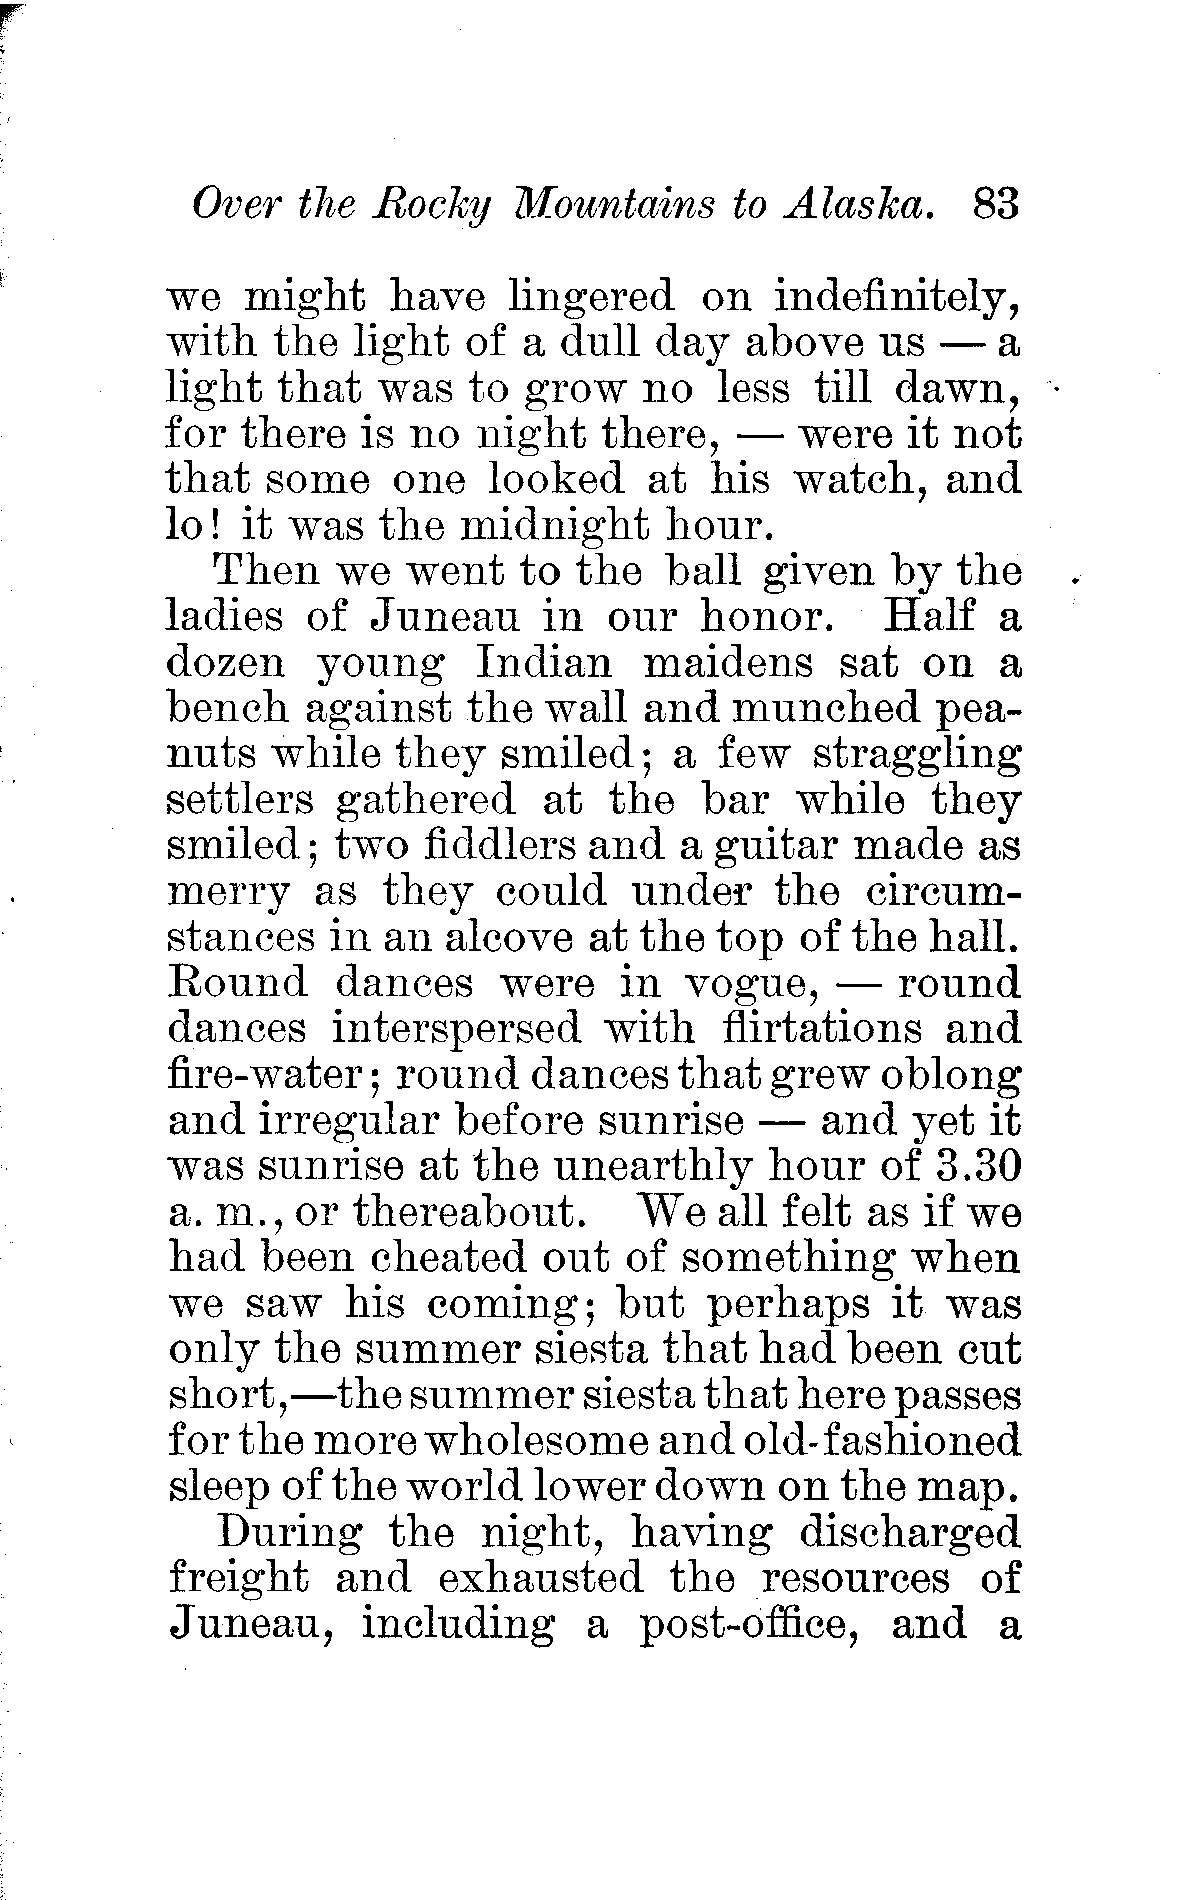 Over the Rocky Mountains to Alaska. 83
we might have lingered on indefinitely,
with the light of a dull day above us — a
light that was to grow no less till dawn,
for there is no night there, — were it not
that some one looked at his watch, and
lo! it was the midnight hour.
Then we went to the ball given by the
ladies of Juneau in our honor. Half a
dozen young Indian maidens sat on a
bench against the wall and munched pea-
nuts while they smiled; a few straggling
settlers gathered at the bar while they
smiled; two fiddlers and a guitar made as
merry as they could under the circum-
stances in an alcove at the top of the hall.
Round dances were in vogue, — round
dances interspersed with flirtations and
fire-water; round dances that grew oblong
and irregular before sunrise — and yet it
was sunrise at the unearthly hour of 3.30
a. m., or thereabout. We all felt as if we
had been cheated out of something when
we saw his coming; but perhaps it was
only the summer siesta that had been cut
short,—the summer siesta that here passes
for the more wholesome and old-fashioned
sleep of the world lower down on the map.
During the night, having discharged
freight and exhausted the resources of
Juneau, including a post-office, and a